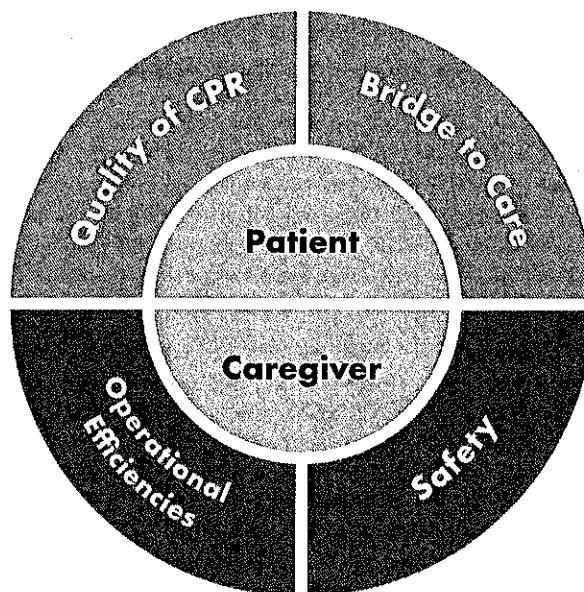 Quality of CPR
Bridge to Care
Patient
Caregiver
Operational
Efficiencies
Safety